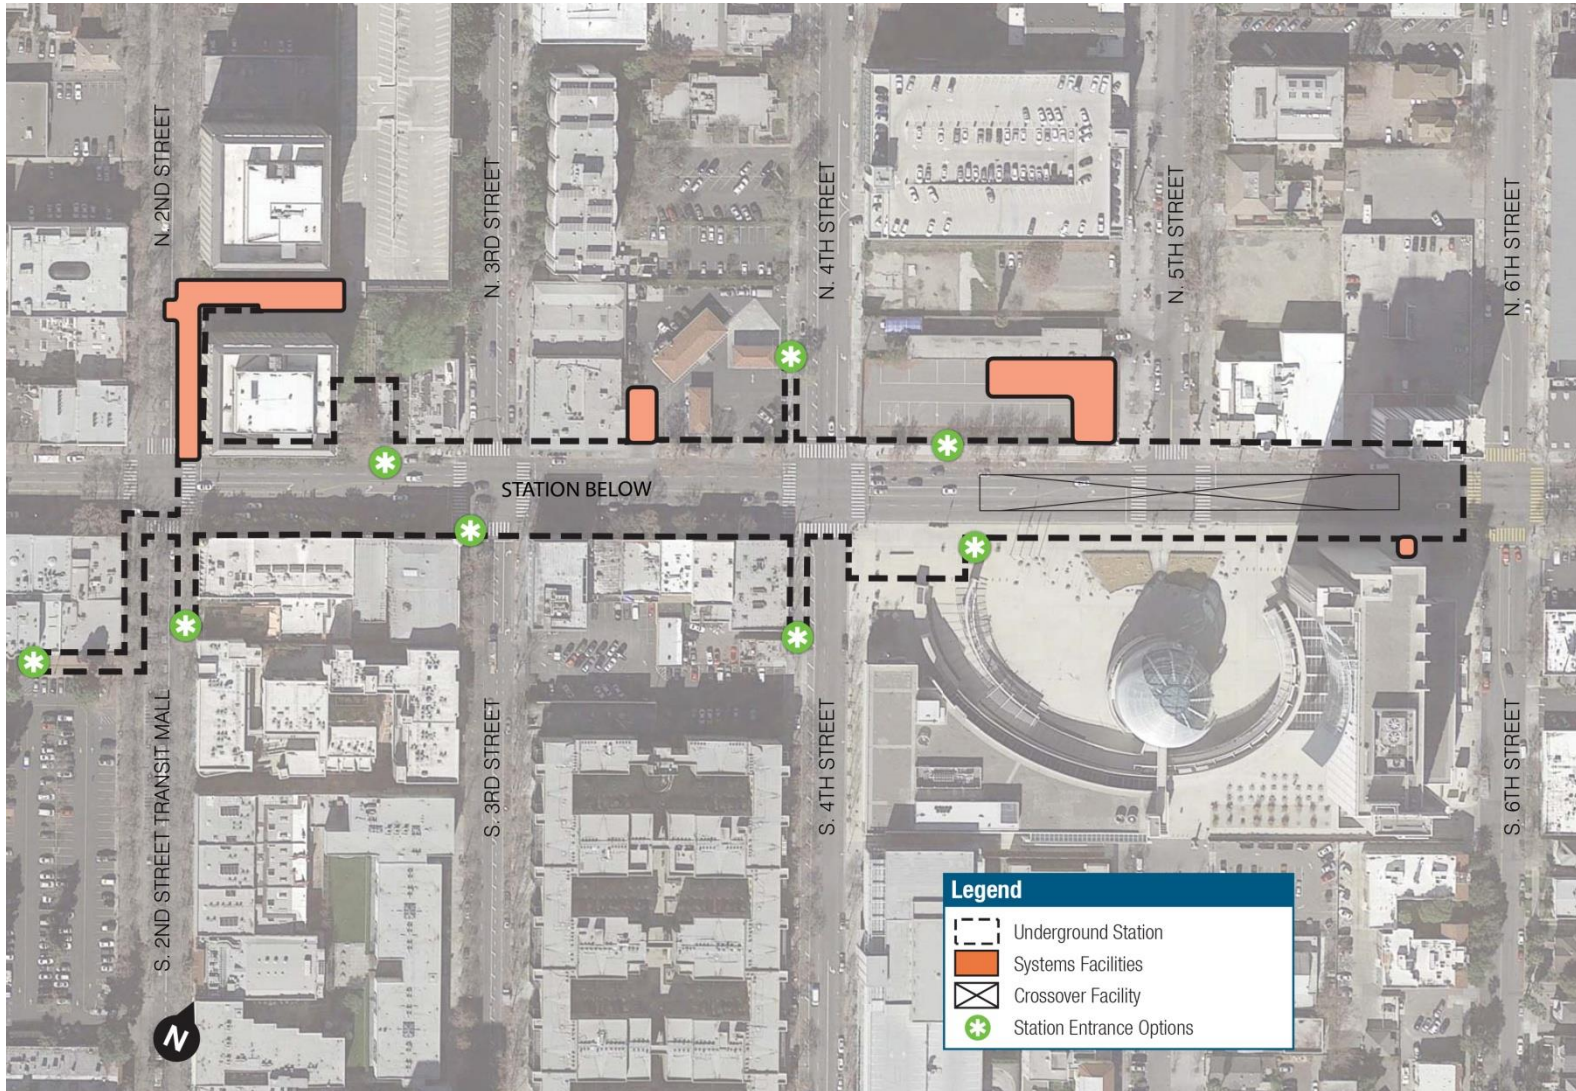 N. 2ND STREET
N. 3RD STREET
N. 4TH STREET
N. 5TH STREET
N. 6TH STREET
STATION BELOW
S. 2ND STREET TRANSIT MALL
S. 3RD STREET
S. 4TH STREET
S. 6TH STREET
N
Legend
Underground Station
Systems Facilities
Crossover Facility
Station Entrance Options